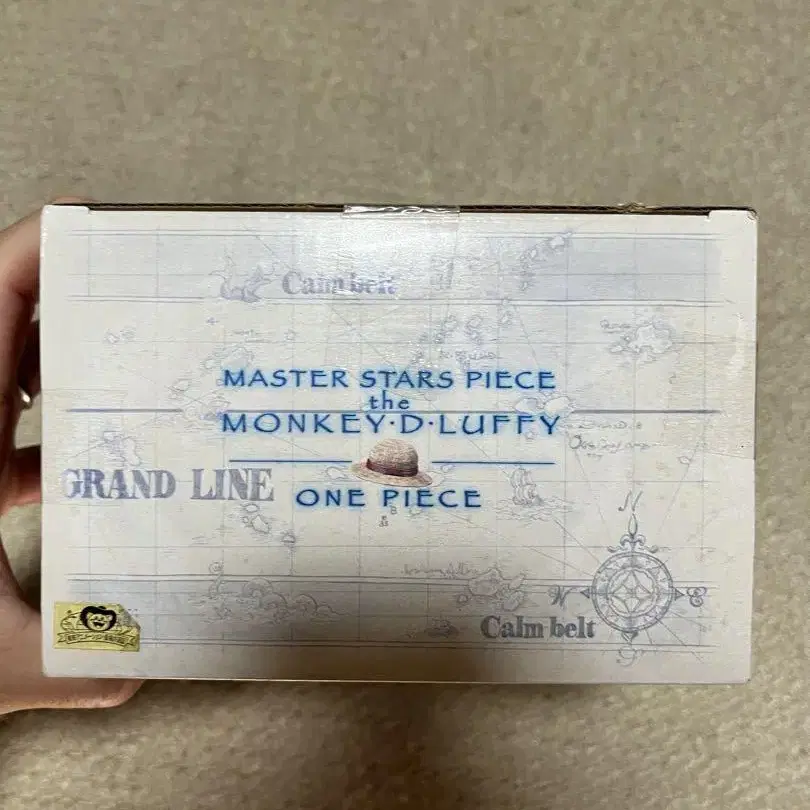 Calm belt
MASTER STARS PIECE
the
MONKEY·D·LUFFY
GRAND LINE
ONE PIECE
N
W E
Calm belt
S